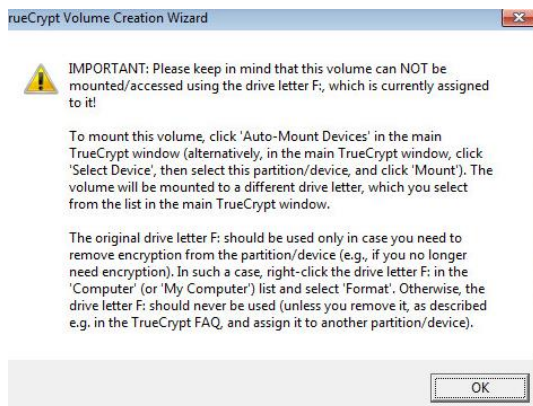 rueCrypt Volume Creation Wizard
IMPORTANT: Please keep in mind that this volume can NOT be
mounted/accessed using the drive letter F:, which is currently assigned
to it!
To mount this volume, click 'Auto-Mount Devices' in the main
TrueCrypt window (alternatively, in the main TrueCrypt window, click
'Select Device', then select this partition/device, and click 'Mount'). The
volume will be mounted to a different drive letter, which you select
from the list in the main TrueCrypt window.
The original drive letter F: should be used only in case you need to
remove encryption from the partition/device (e.g., if you no longer
need encryption). In such a case, right-click the drive letter F: in the
'Computer' (or 'My Computer') list and select 'Format'. Otherwise, the
drive letter F: should never be used (unless you remove it, as described
e.g. in the TrueCrypt FAQ, and assign it to another partition/device).
OK